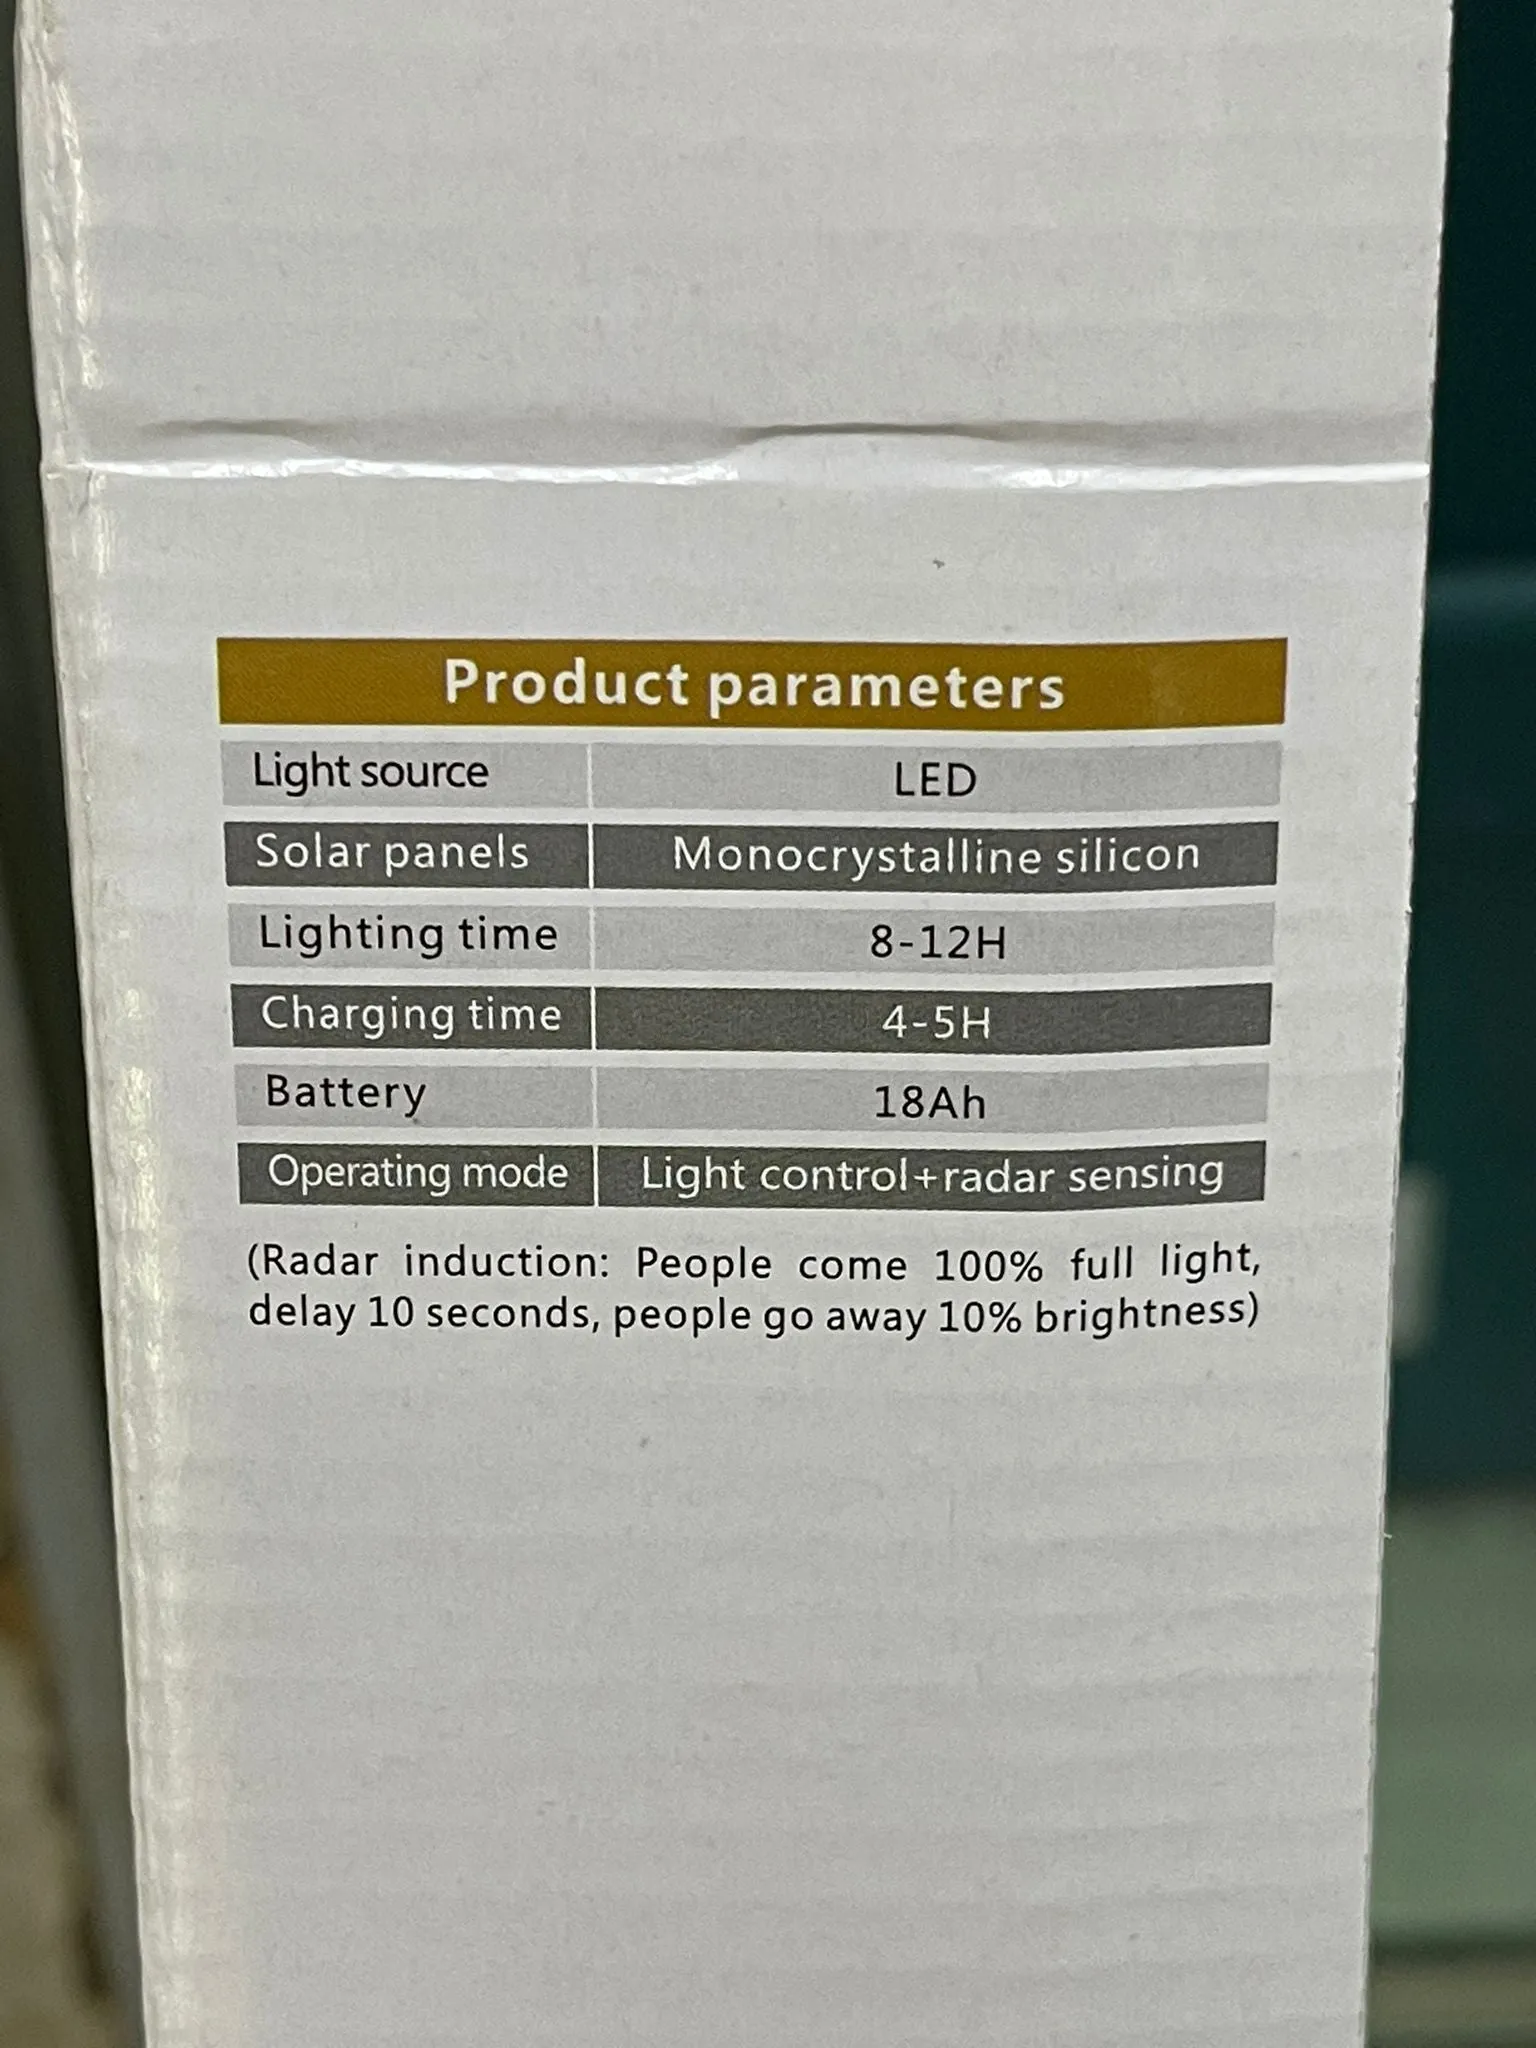 Product parameters
Light source LED
Solar panels Monocrystalline silicon
Lighting time 8-12H
Charging time 4-5H
Battery 18Ah
Operating mode Light control+radar sensing
(Radar induction: People come 100% full light,
delay 10 seconds, people go away 10% brightness)